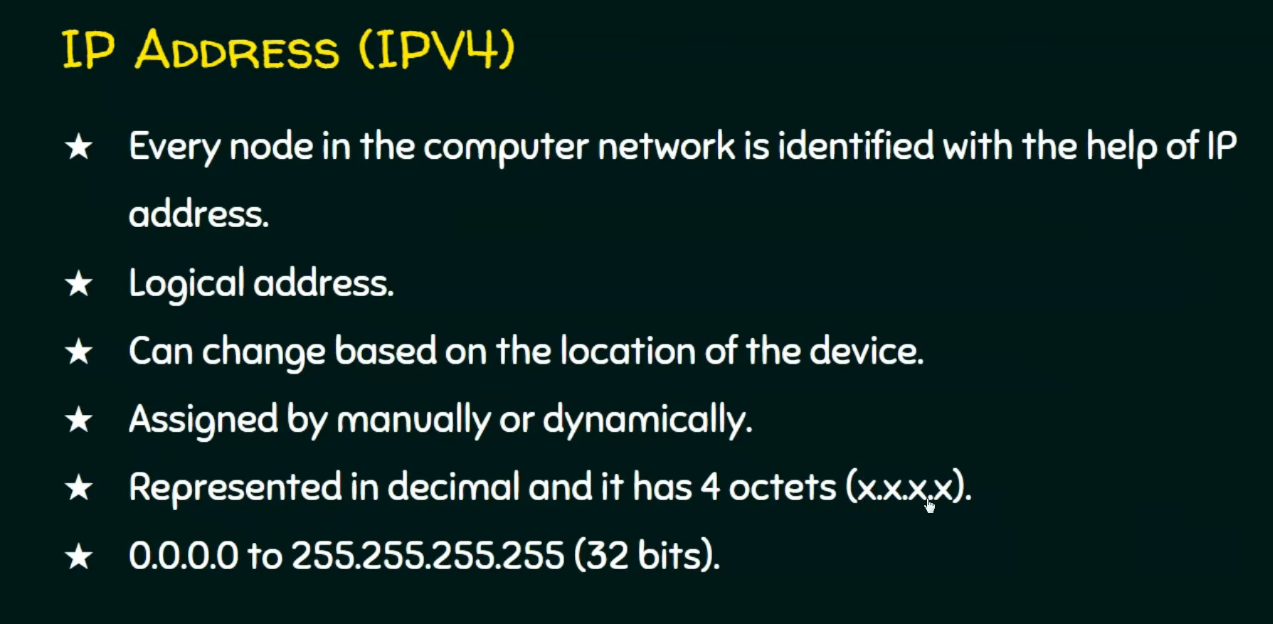 IP ADDRESS (IPV4)
★ Every node in the computer network is identified with the help of IP
address.
★ Logical address.
★ Can change based on the location of the device.
★ Assigned by manually or dynamically.
★ Represented in decimal and it has 4 octets (x.x.x.x).
★ 0.0.0.0 to 255.255.255.255 (32 bits).